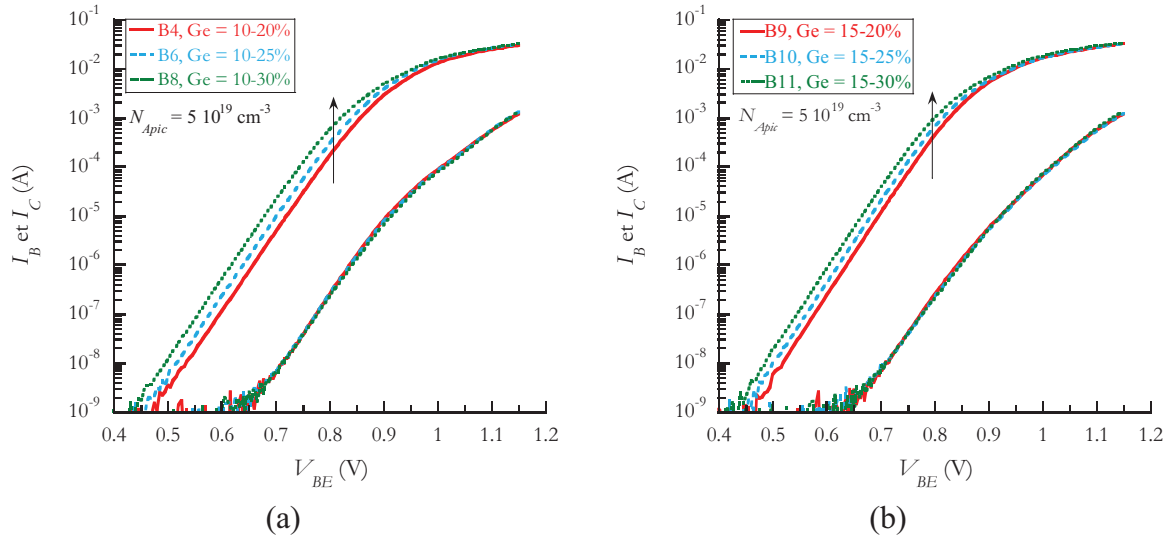 B4, Ge = 10-20%
B6, Ge = 10-25%
B8, Ge = 10-30%
N_Apic = 5 10^19 cm^-3
10^-1
10^-2
10^-3
10^-4
10^-5
10^-6
10^-7
10^-8
10^-9
I_B et I_C (A)
0.4 0.5 0.6 0.7 0.8 0.9 1 1.1 1.2
V_BE (V)
(a)
B9, Ge = 15-20%
B10, Ge = 15-25%
B11, Ge = 15-30%
N_Apic = 5 10^19 cm^-3
10^-1
10^-2
10^-3
10^-4
10^-5
10^-6
10^-7
10^-8
10^-9
I_B et I_C (A)
0.4 0.5 0.6 0.7 0.8 0.9 1 1.1 1.2
V_BE (V)
(b)